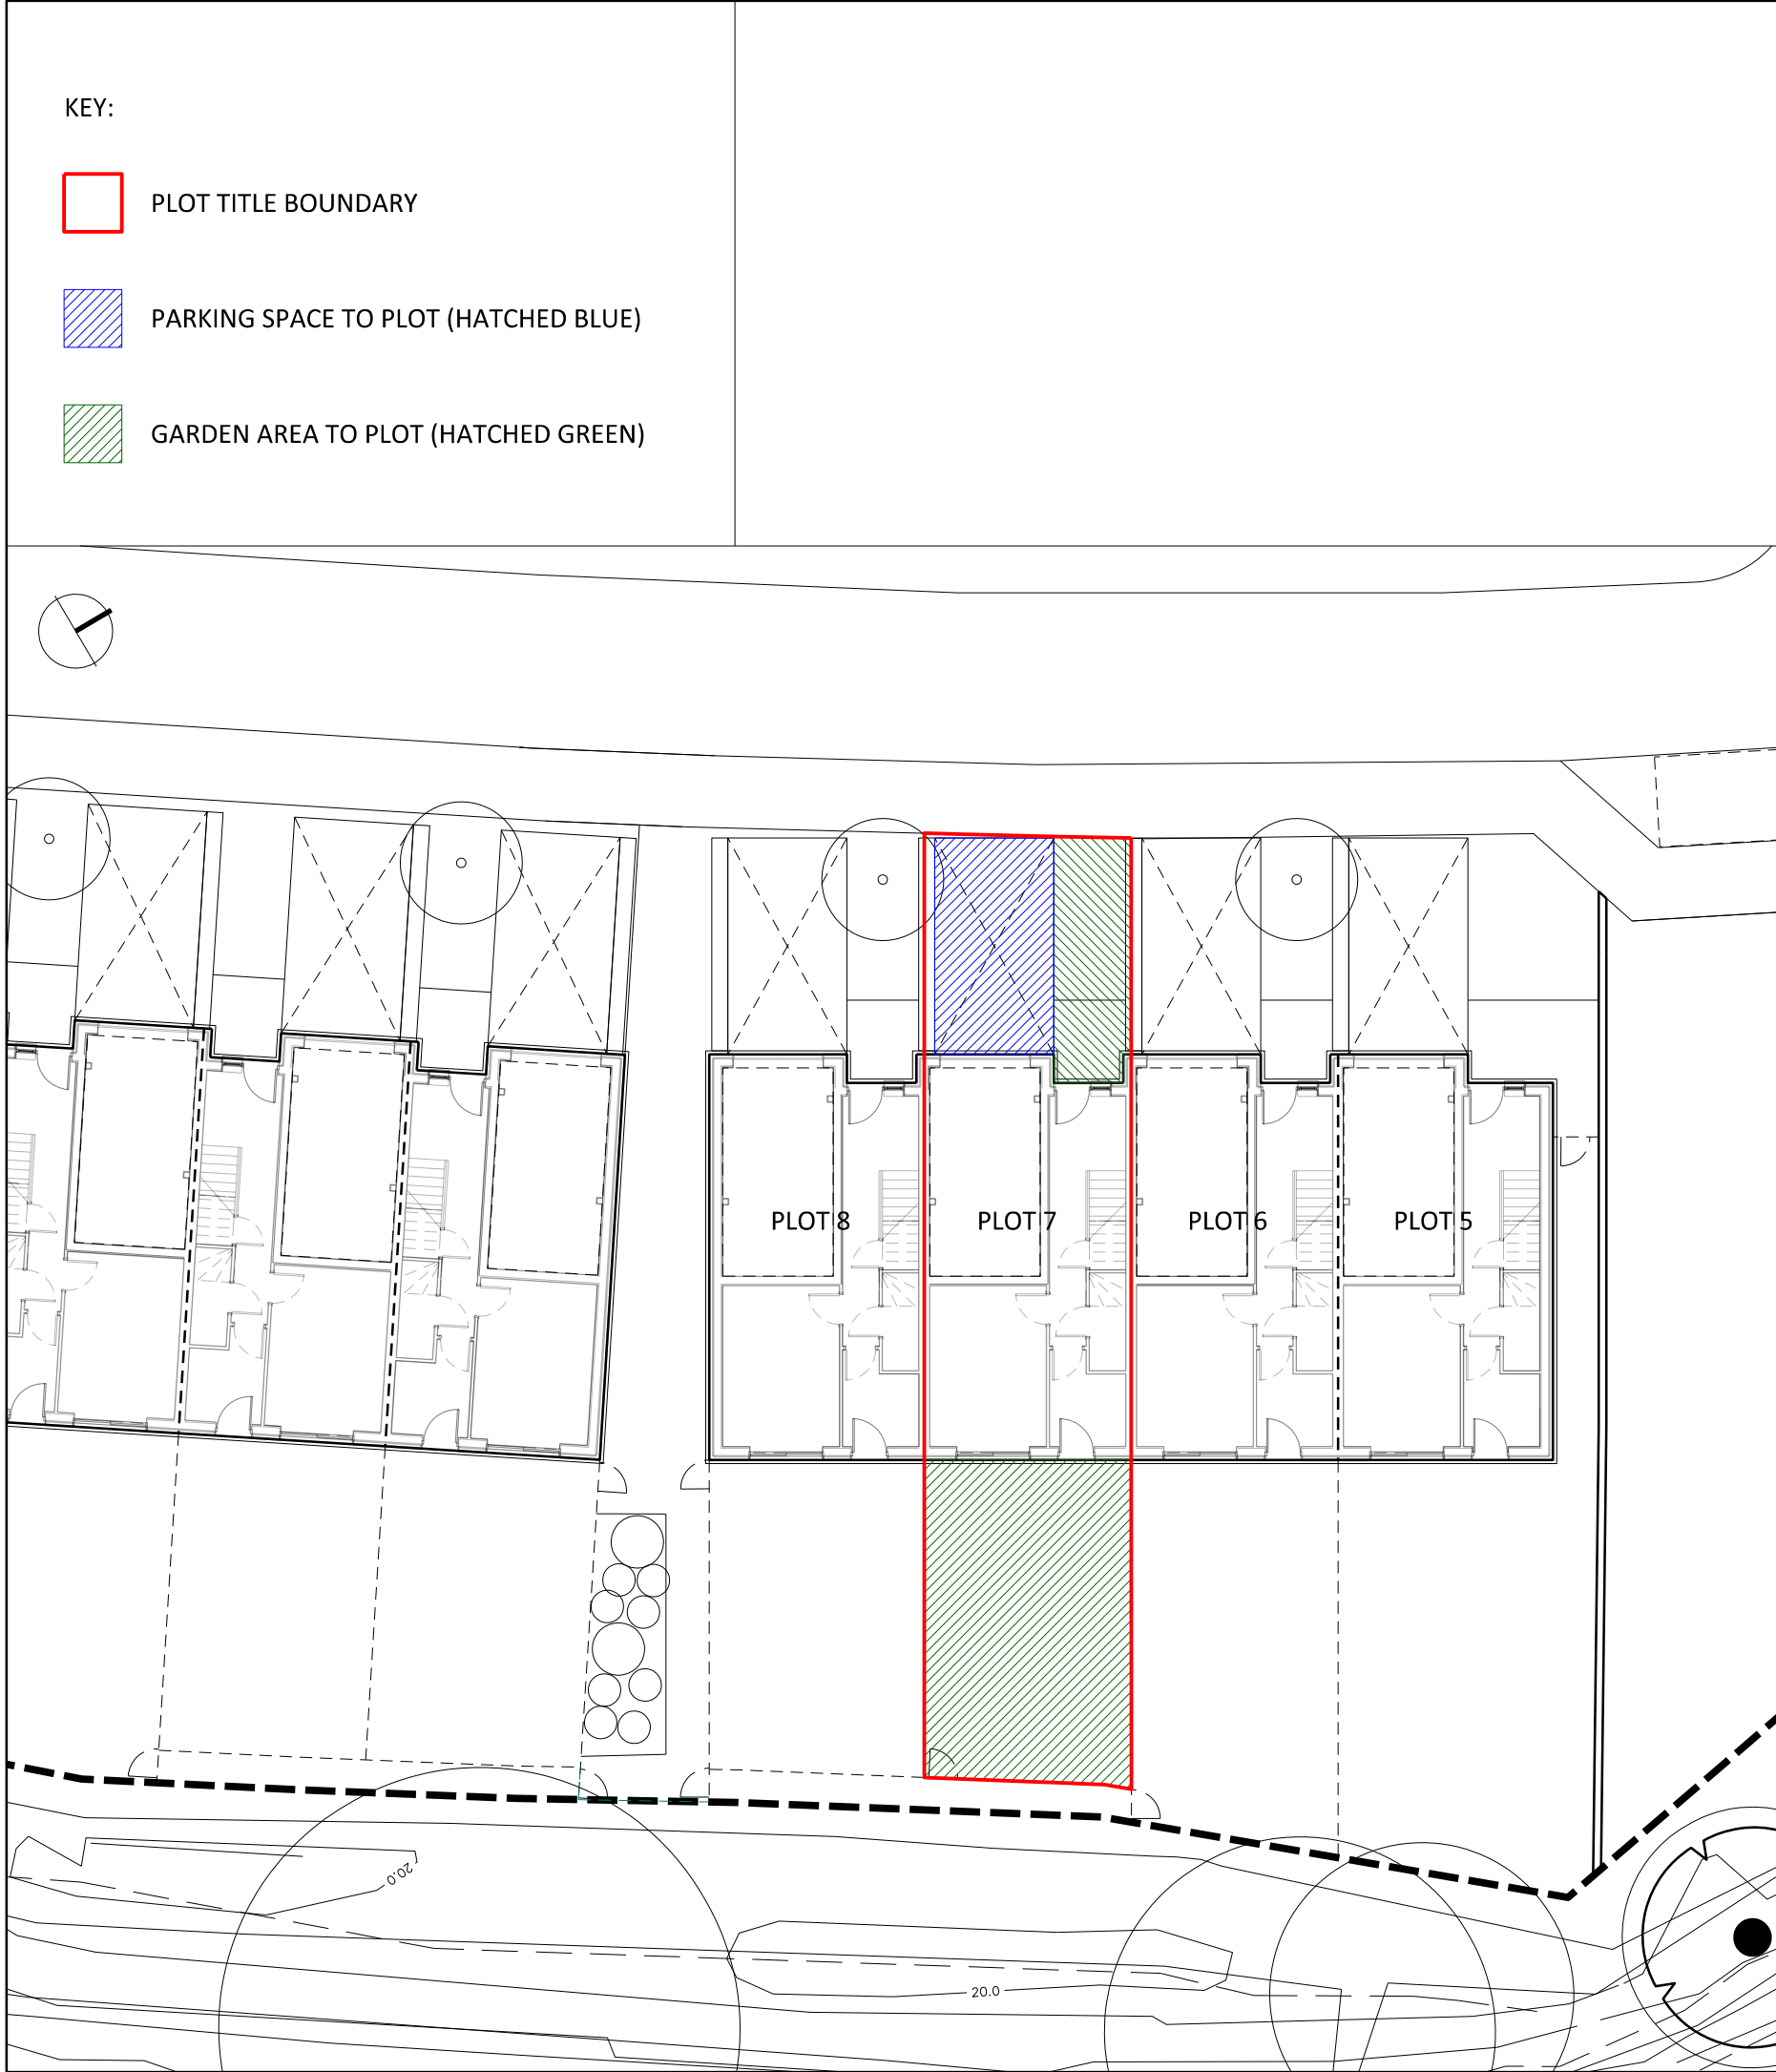 KEY:
PLOT TITLE BOUNDARY
PARKING SPACE TO PLOT (HATCHED BLUE)
GARDEN AREA TO PLOT (HATCHED GREEN)
PLOT 8
PLOT 7
PLOT 6
PLOT 5
20.0
20.0